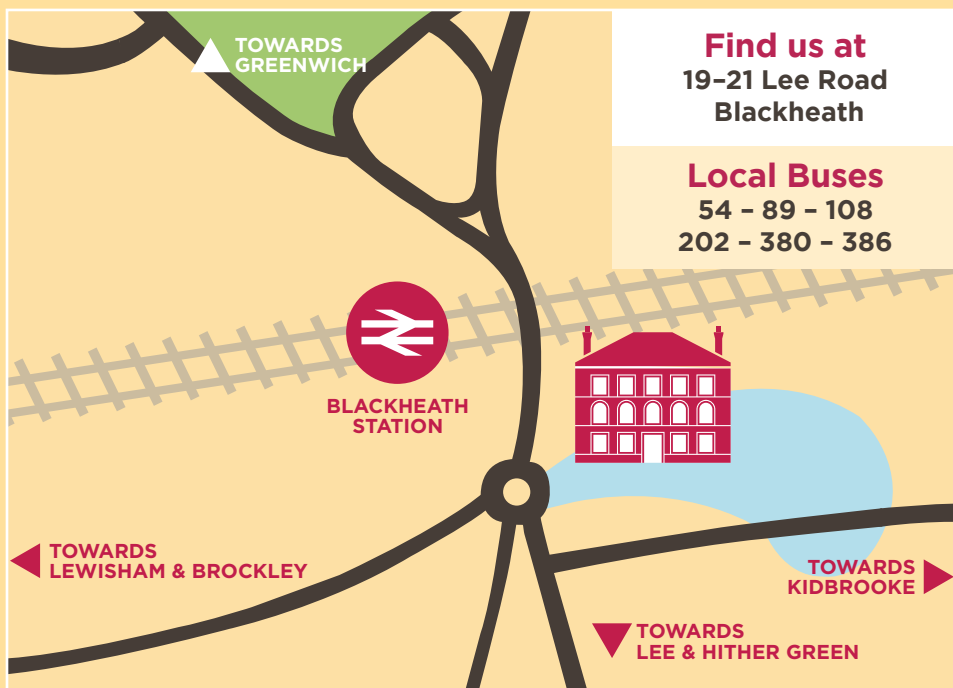 TOWARDS
GREENWICH
Find us at
19–21 Lee Road
Blackheath
Local Buses
54 – 89 – 108
202 – 380 – 386
BLACKHEATH
STATION
TOWARDS
LEWISHAM & BROCKLEY
TOWARDS
KIDBROOKE
TOWARDS
LEE & HITHER GREEN